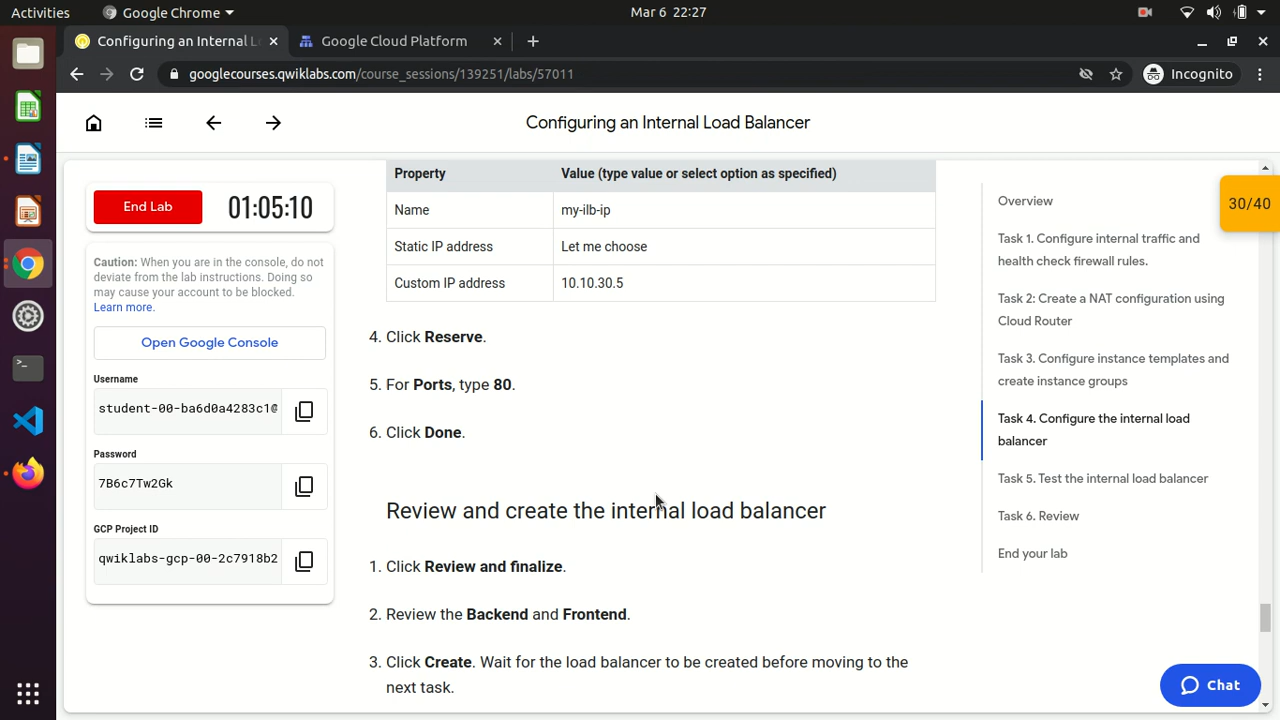 Activities
Google Chrome
Mar 6 22:27
Configuring an Internal L
Google Cloud Platform
googlecourses.qwiklabs.com/course_sessions/139251/labs/57011
Incognito
Configuring an Internal Load Balancer
End Lab
01:05:10
Caution: When you are in the console, do not
deviate from the lab instructions. Doing so
may cause your account to be blocked.
Learn more.
Open Google Console
Username
student-00-ba6d0a4283c1@
Password
7B6c7Tw2Gk
GCP Project ID
qwiklabs-gcp-00-2c7918b2
Property Value (type value or select option as specified)
Name my-ilb-ip
Static IP address Let me choose
Custom IP address 10.10.30.5
4. Click Reserve.
5. For Ports, type 80.
6. Click Done.
Review and create the internal load balancer
1. Click Review and finalize.
2. Review the Backend and Frontend.
3. Click Create. Wait for the load balancer to be created before moving to the
next task.
Overview
Task 1. Configure internal traffic and
health check firewall rules.
Task 2: Create a NAT configuration using
Cloud Router
Task 3. Configure instance templates and
create instance groups
Task 4. Configure the internal load
balancer
Task 5. Test the internal load balancer
Task 6. Review
End your lab
30/40
Chat